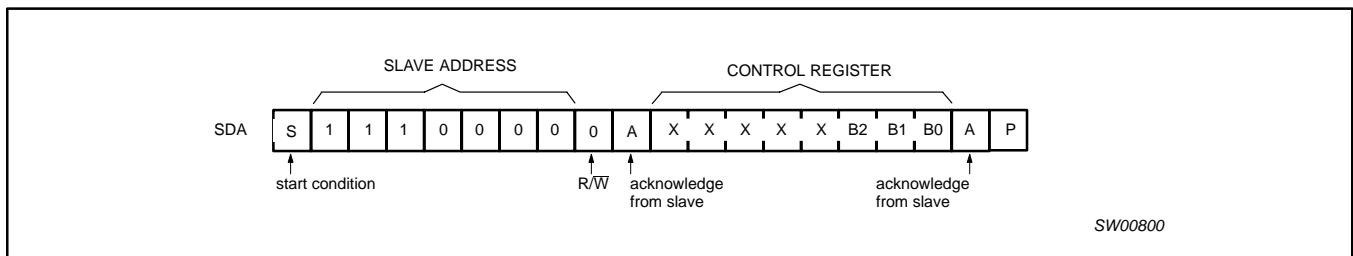 SLAVE ADDRESS CONTROL REGISTER
SDA S 1 1 1 0 0 0 0 0 A X X X X X B2 B1 B0 A P
start condition R/W̅ acknowledge from slave acknowledge from slave
SW00800